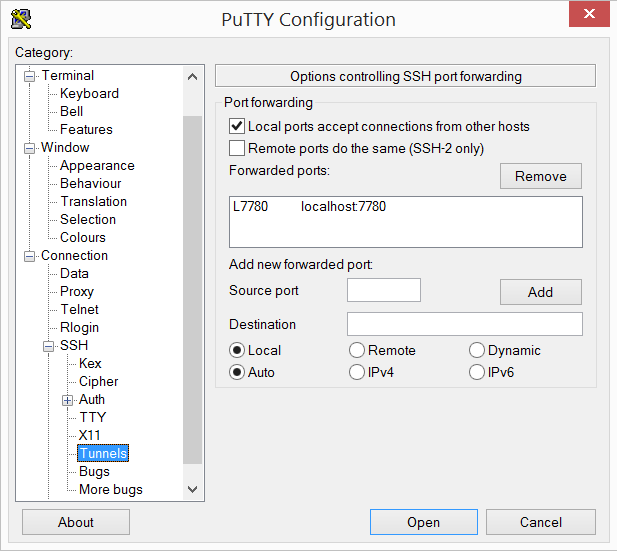 PuTTY Configuration
Category:
Terminal
Keyboard
Bell
Features
Window
Appearance
Behaviour
Translation
Selection
Colours
Connection
Data
Proxy
Telnet
Rlogin
SSH
Kex
Cipher
Auth
TTY
X11
Tunnels
Bugs
More bugs
Options controlling SSH port forwarding
Port forwarding
Local ports accept connections from other hosts
Remote ports do the same (SSH-2 only)
Forwarded ports:
Remove
L7780 localhost:7780
Add new forwarded port:
Source port
Add
Destination
Local Remote Dynamic
Auto IPv4 IPv6
About Open Cancel